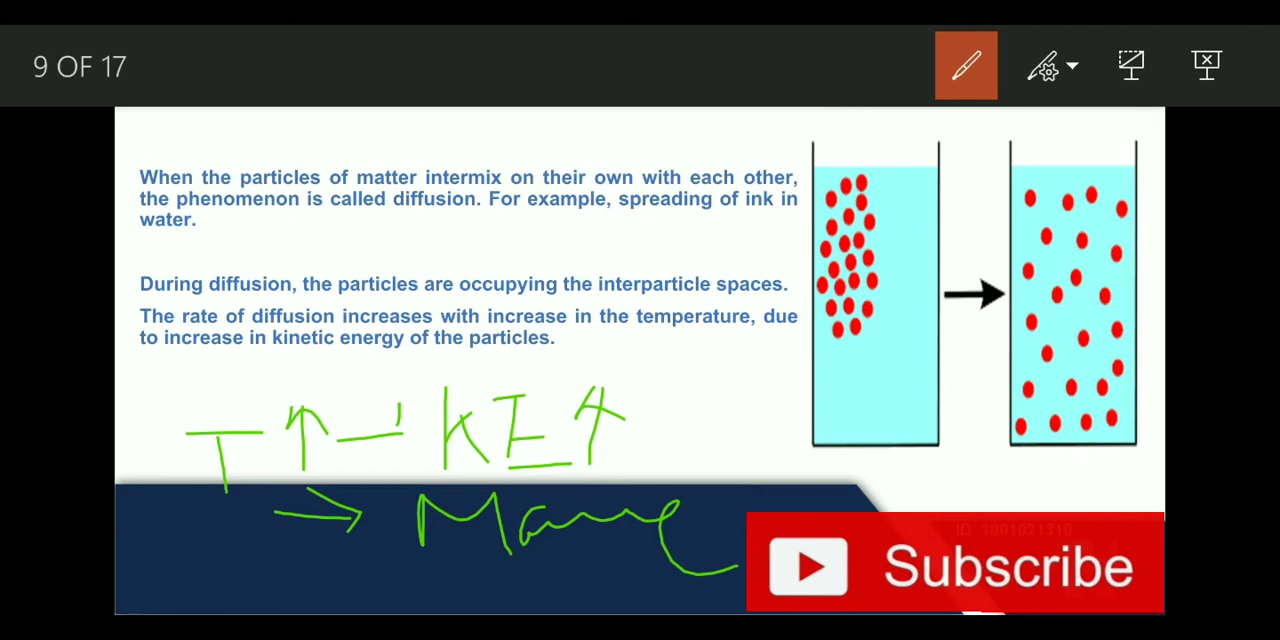 9 OF 17
When the particles of matter intermix on their own with each other,
the phenomenon is called diffusion. For example, spreading of ink in
water.
During diffusion, the particles are occupying the interparticle spaces.
The rate of diffusion increases with increase in the temperature, due
to increase in kinetic energy of the particles.
T ↑ → KE ↑
→
ID 1001021310
Subscribe